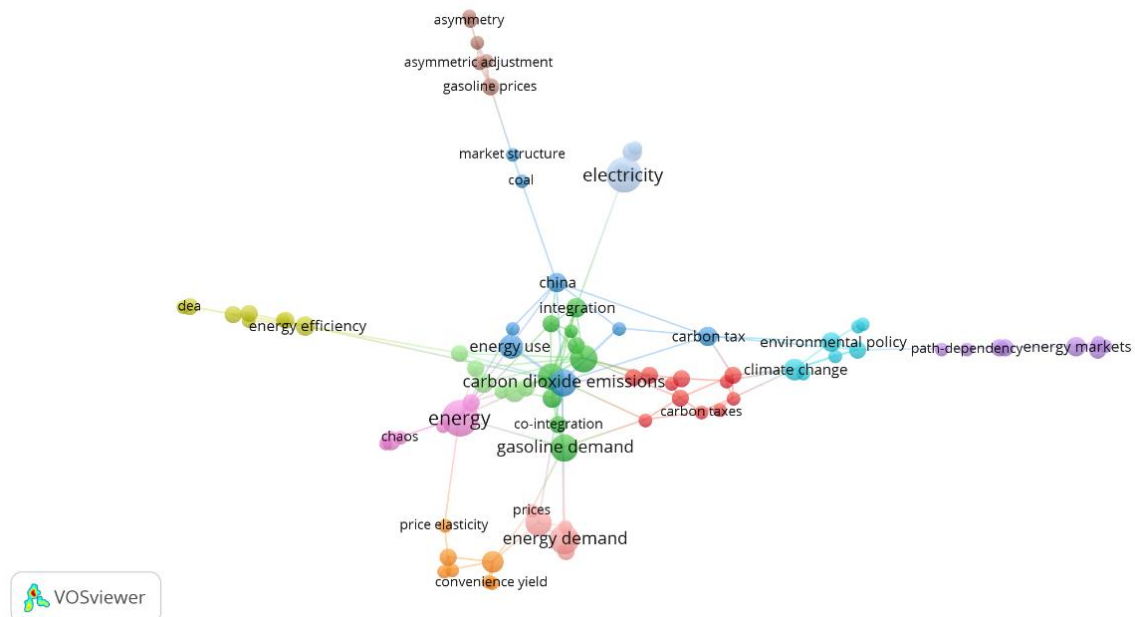 asymmetry
asymmetric adjustment
gasoline prices
market structure
coal
electricity
china
integration
dea
energy efficiency
energy use
carbon tax
environmental policy
path-dependency
energy markets
climate change
carbon dioxide emissions
carbon taxes
energy
co-integration
chaos
gasoline demand
prices
price elasticity
energy demand
convenience yield
VOSviewer